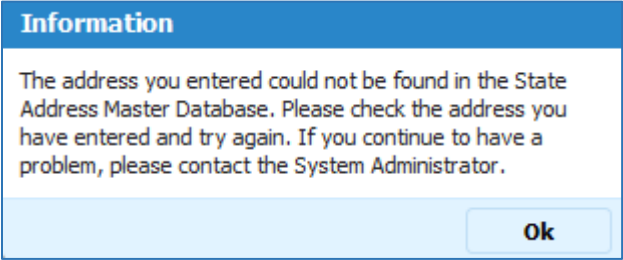 Information
The address you entered could not be found in the State
Address Master Database. Please check the address you
have entered and try again. If you continue to have a
problem, please contact the System Administrator.
Ok